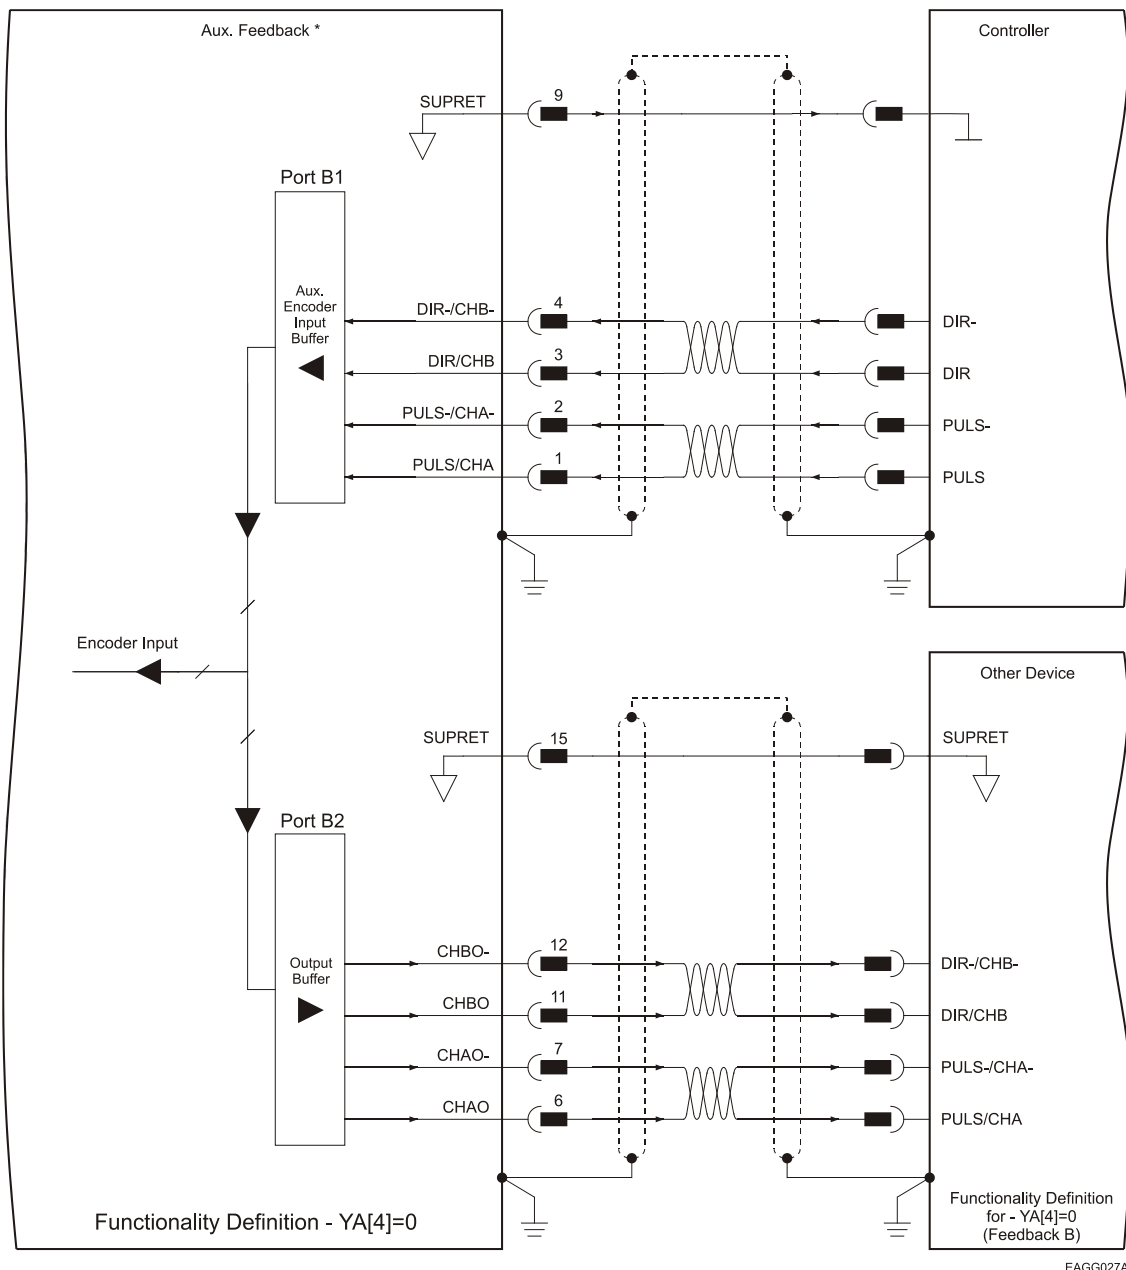 Aux. Feedback *
Controller
SUPRET
9
Port B1
Aux.
Encoder
Input
Buffer
DIR-/CHB-
4
DIR-
DIR/CHB
3
DIR
PULS-/CHA-
2
PULS-
PULS/CHA
1
PULS
Encoder Input
Other Device
SUPRET
15
SUPRET
Port B2
Output
Buffer
CHBO-
12
DIR-/CHB-
CHBO
11
DIR/CHB
CHAO-
7
PULS-/CHA-
CHAO
6
PULS/CHA
Functionality Definition - YA[4]=0
Functionality Definition
for - YA[4]=0
(Feedback B)
EAGG027A